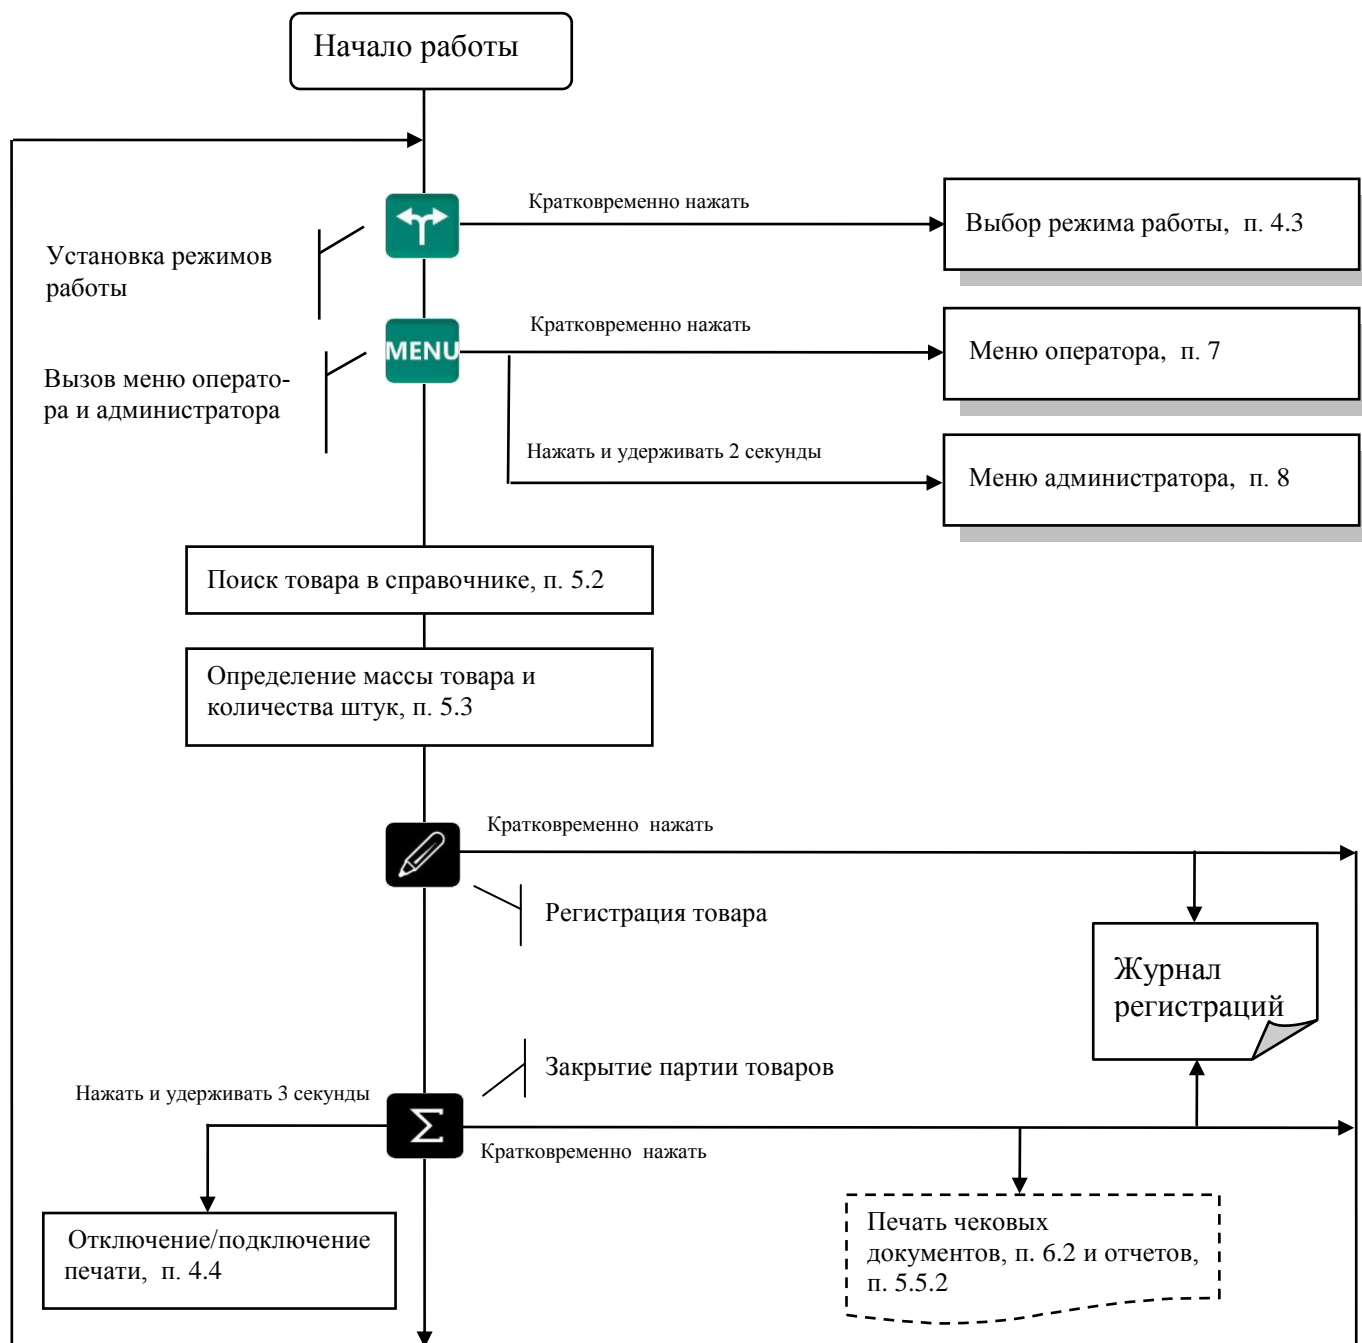 Начало работы
Кратковременно нажать
Выбор режима работы, п. 4.3
Установка режимов
работы
Кратковременно нажать
MENU
Меню оператора, п. 7
Вызов меню операто-
ра и администратора
Нажать и удерживать 2 секунды
Меню администратора, п. 8
Поиск товара в справочнике, п. 5.2
Определение массы товара и
количества штук, п. 5.3
Кратковременно нажать
Регистрация товара
Журнал
регистраций
Закрытие партии товаров
Нажать и удерживать 3 секунды
Σ
Кратковременно нажать
Отключение/подключение
печати, п. 4.4
Печать чековых
документов, п. 6.2 и отчетов,
п. 5.5.2